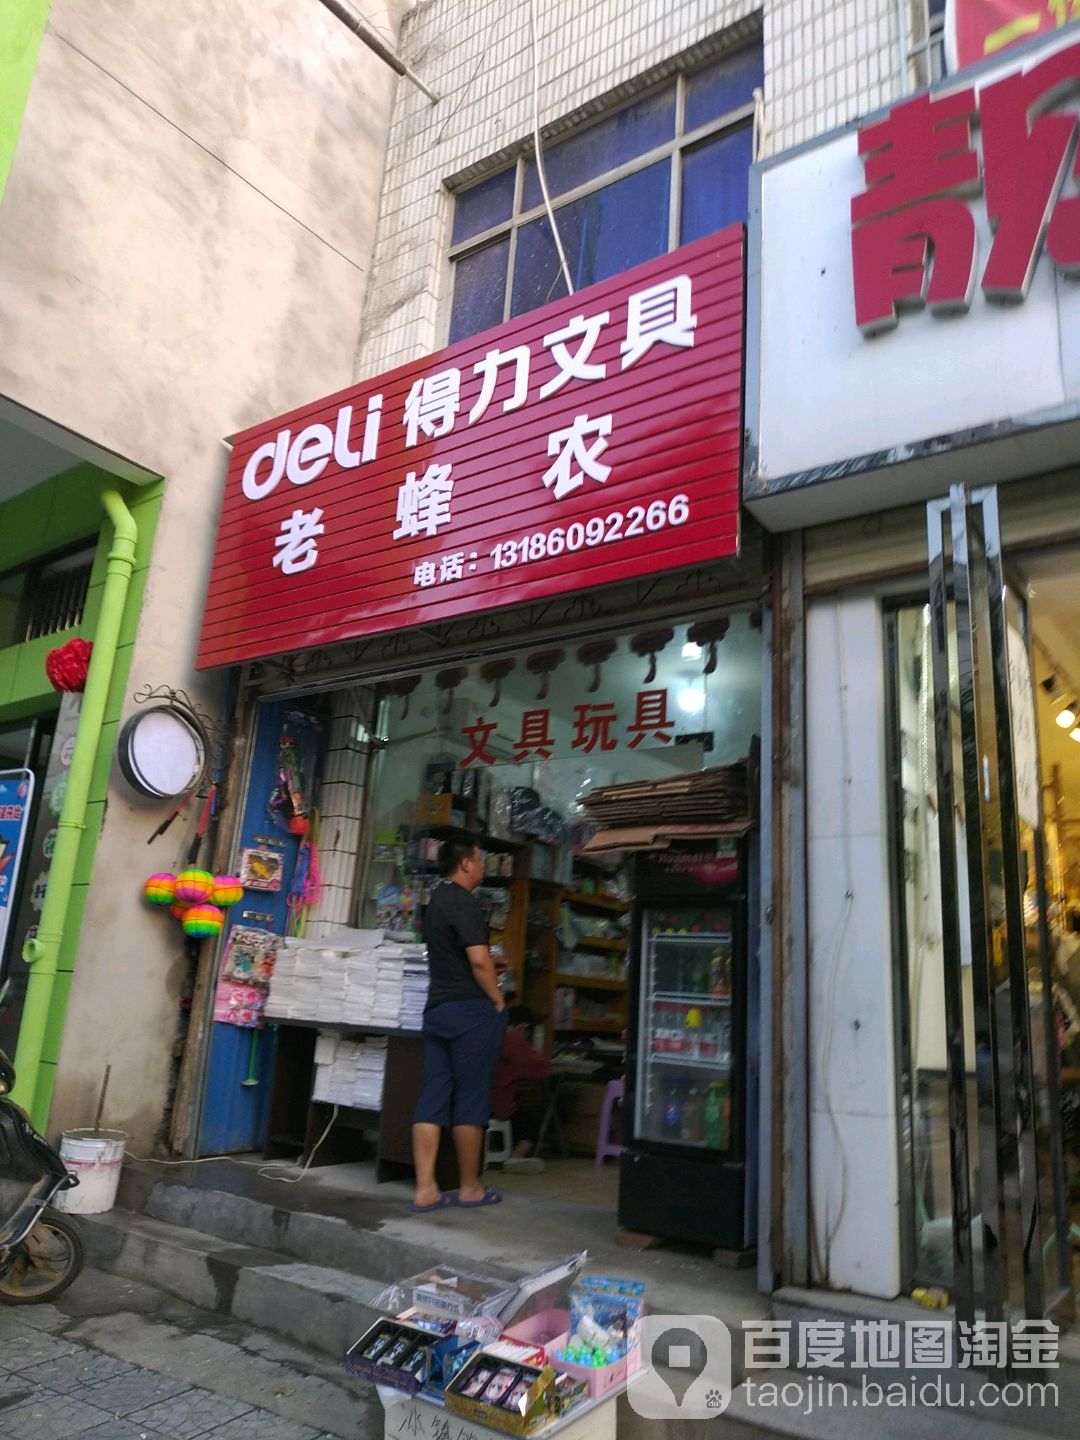 deli 得力文具
老蜂农
电话：13186092266
文具玩具
百度地图淘金
taojin.baidu.com